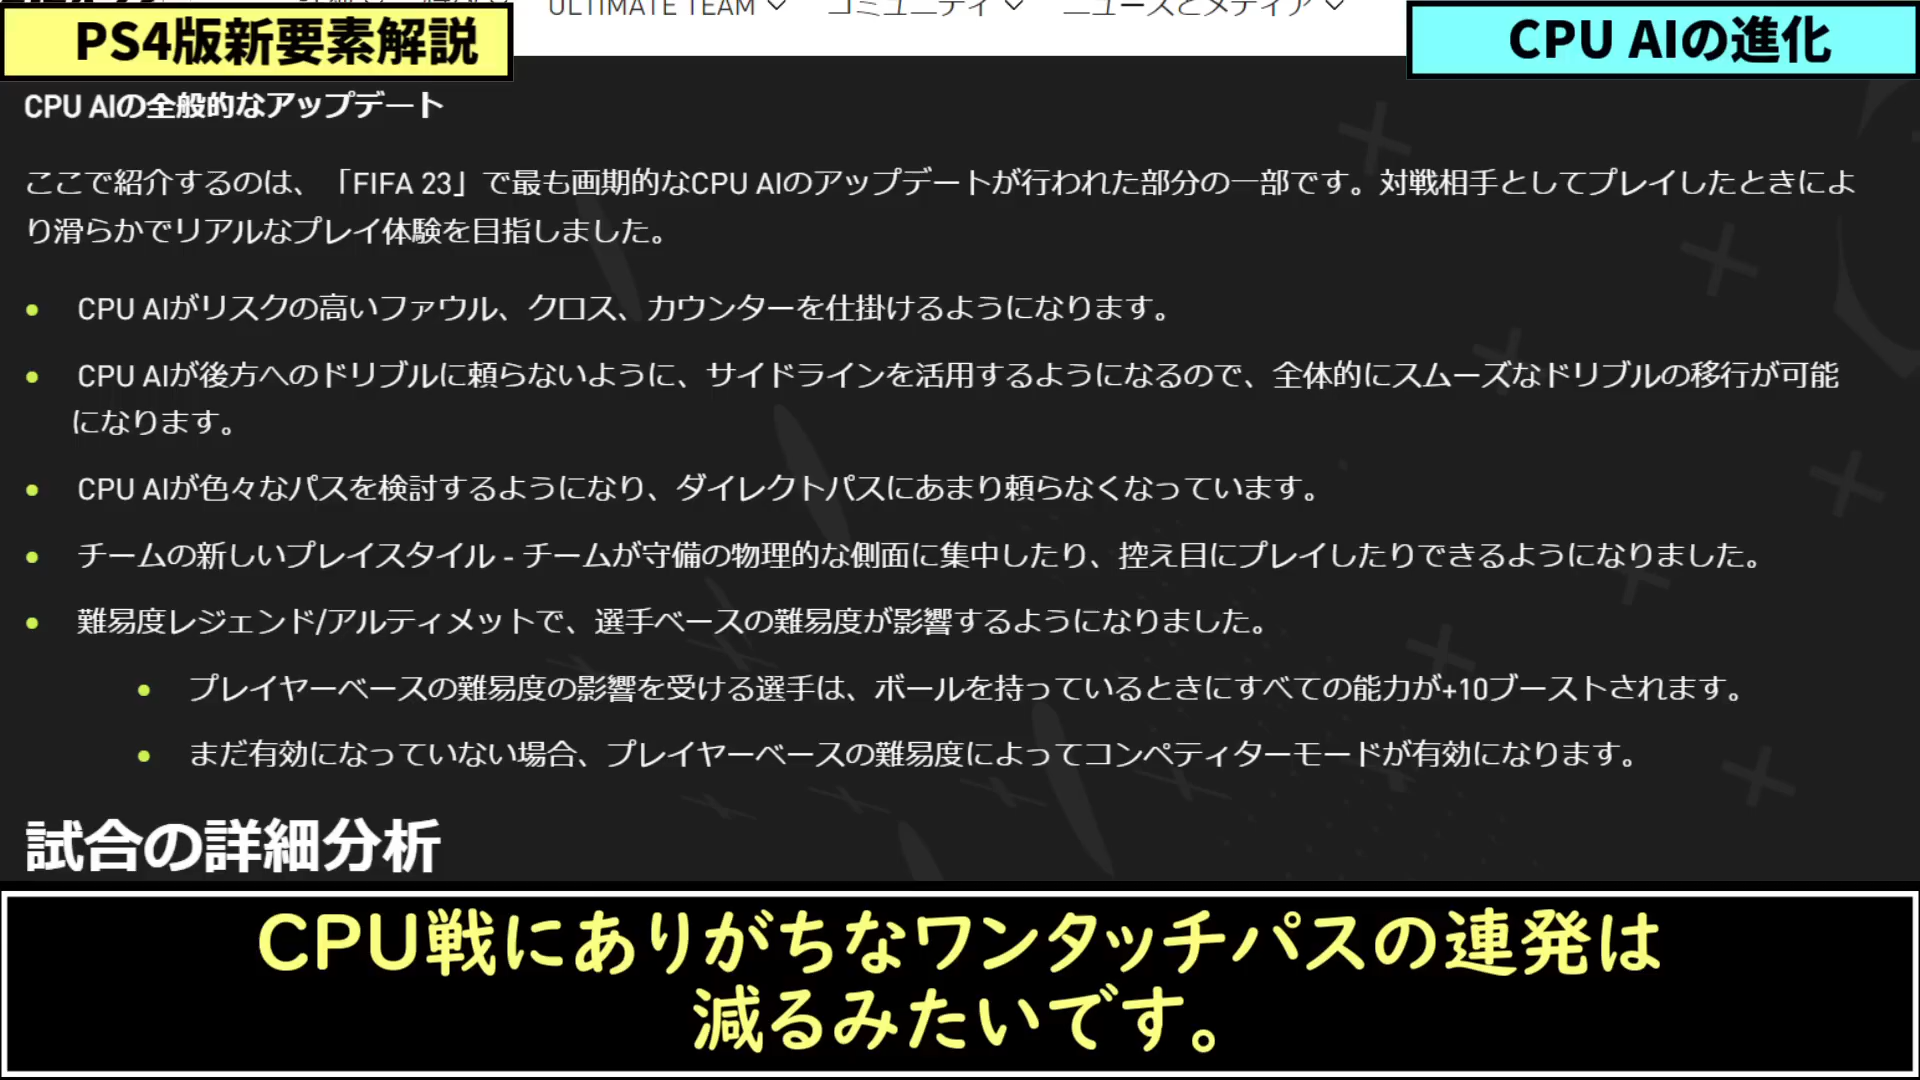 ULTIMATE TEAM コミュニティ ニュースとメディア
PS4版新要素解説
CPU AIの進化
CPU AIの全般的なアップデート
ここで紹介するのは、「FIFA 23」で最も画期的なCPU AIのアップデートが行われた部分の一部です。対戦相手としてプレイしたときによ
り滑らかでリアルなプレイ体験を目指しました。
CPU AIがリスクの高いファウル、クロス、カウンターを仕掛けるようになります。
CPU AIが後方へのドリブルに頼らないように、サイドラインを活用するようになるので、全体的にスムーズなドリブルの移行が可能
になります。
CPU AIが色々なパスを検討するようになり、ダイレクトパスにあまり頼らなくなっています。
チームの新しいプレイスタイル - チームが守備の物理的な側面に集中したり、控え目にプレイしたりできるようになりました。
難易度レジェンド/アルティメットで、選手ベースの難易度が影響するようになりました。
プレイヤーベースの難易度の影響を受ける選手は、ボールを持っているときにすべての能力が+10ブーストされます。
まだ有効になっていない場合、プレイヤーベースの難易度によってコンペティターモードが有効になります。
試合の詳細分析
CPU戦にありがちなワンタッチパスの連発は
減るみたいです。